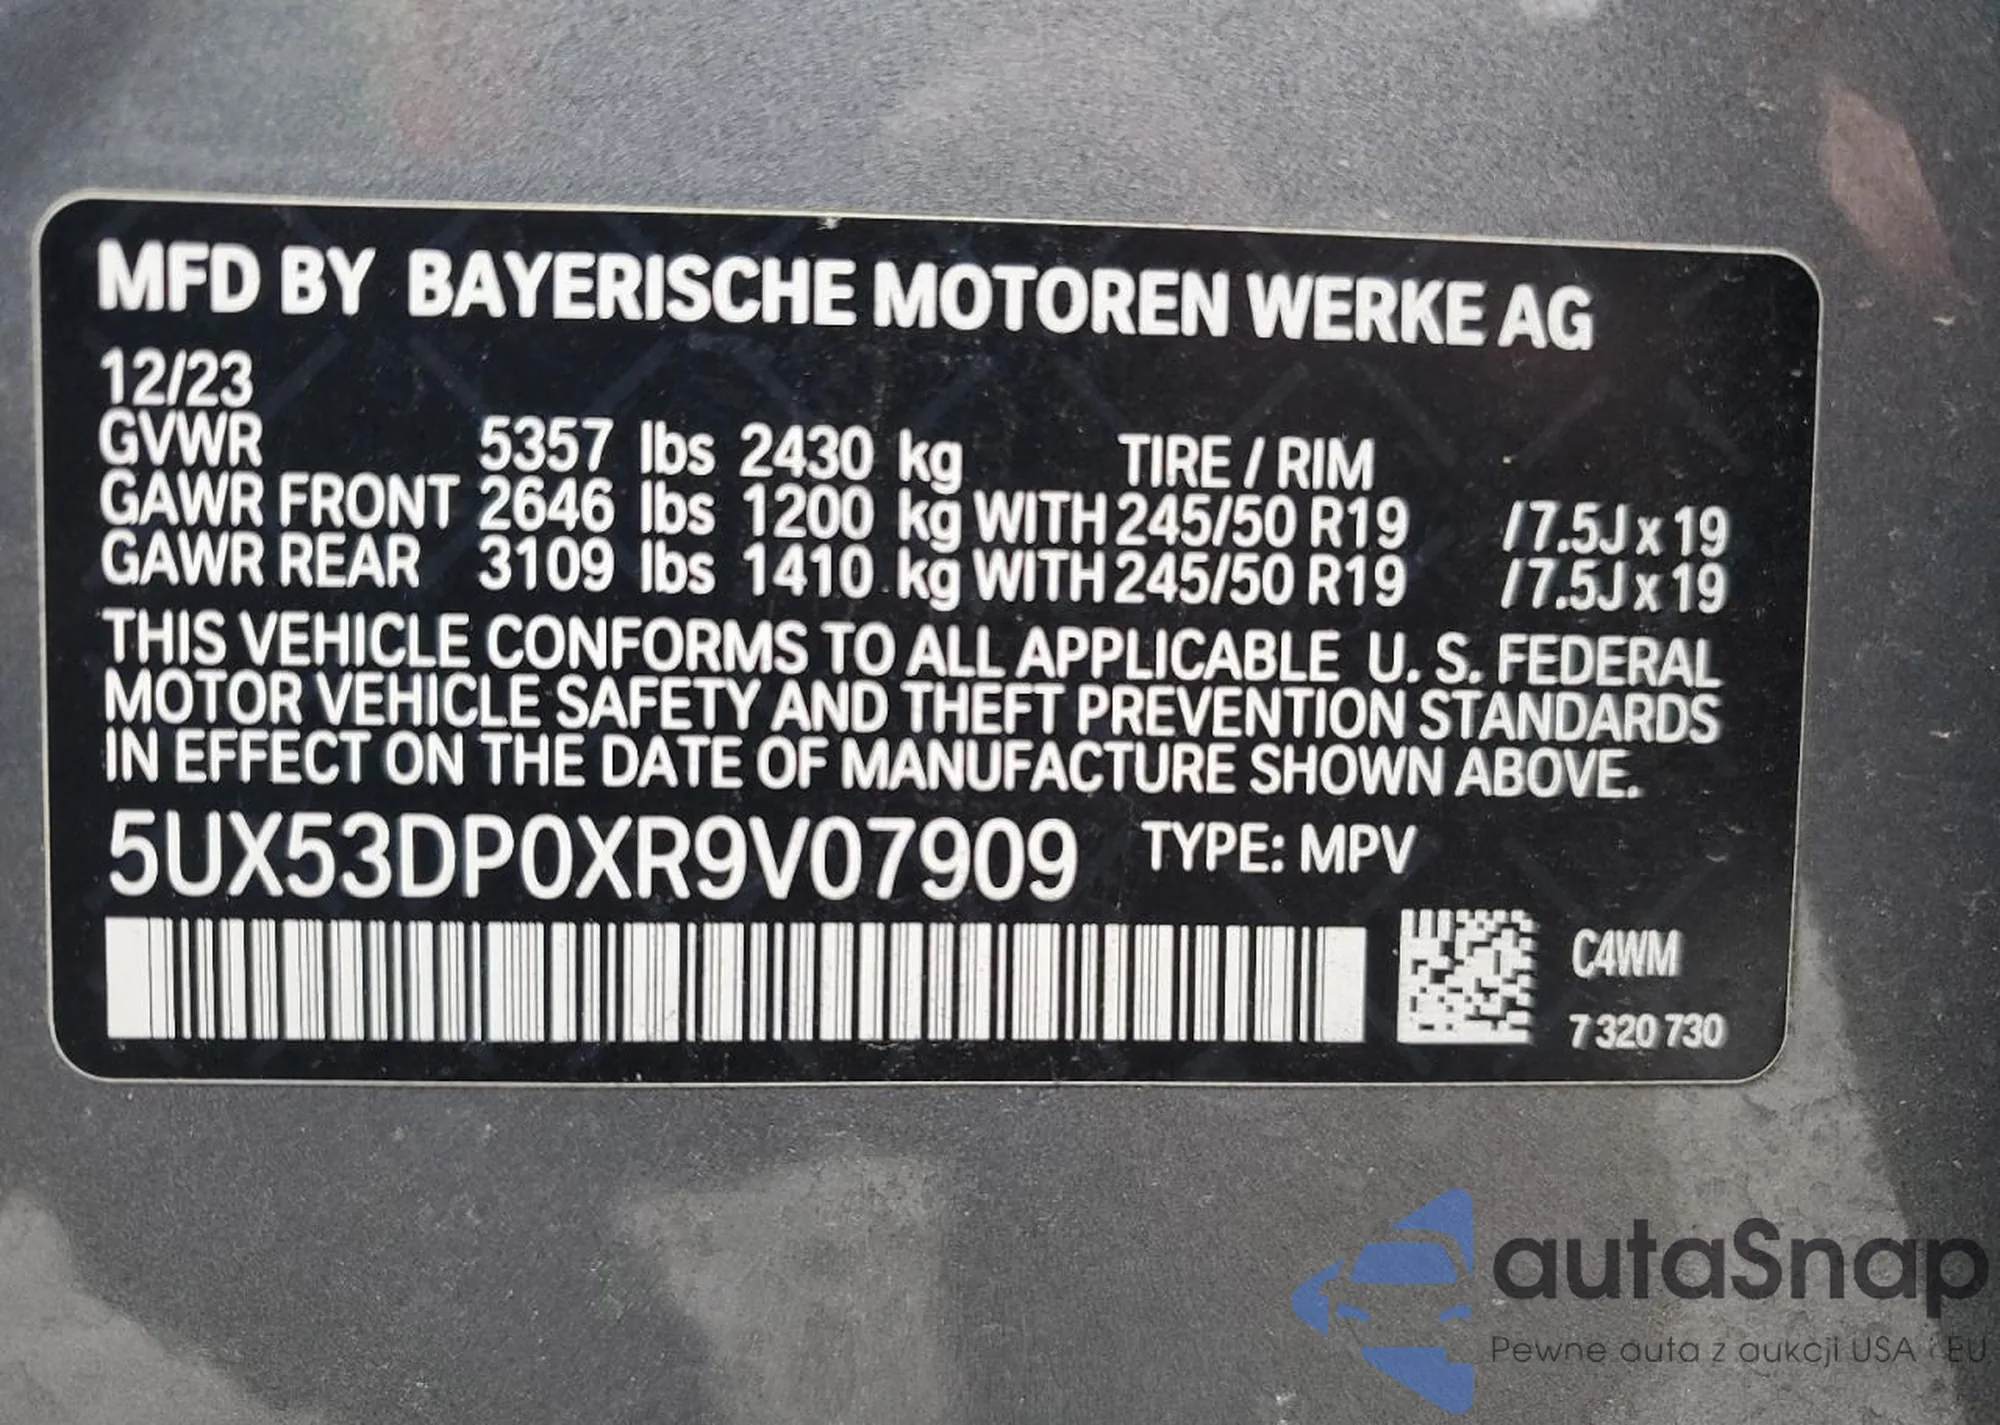 MFD BY BAYERISCHE MOTOREN WERKE AG
12/23
GVWR 5357 lbs 2430 kg TIRE / RIM
GAWR FRONT 2646 lbs 1200 kg WITH 245/50 R19 / 7.5J x 19
GAWR REAR 3109 lbs 1410 kg WITH 245/50 R19 / 7.5J x 19
THIS VEHICLE CONFORMS TO ALL APPLICABLE U. S. FEDERAL
MOTOR VEHICLE SAFETY AND THEFT PREVENTION STANDARDS
IN EFFECT ON THE DATE OF MANUFACTURE SHOWN ABOVE.
5UX53DP0XR9V07909 TYPE: MPV
C4WM
7 320 730
autaSnap
Pewne auta z aukcji USA i EU